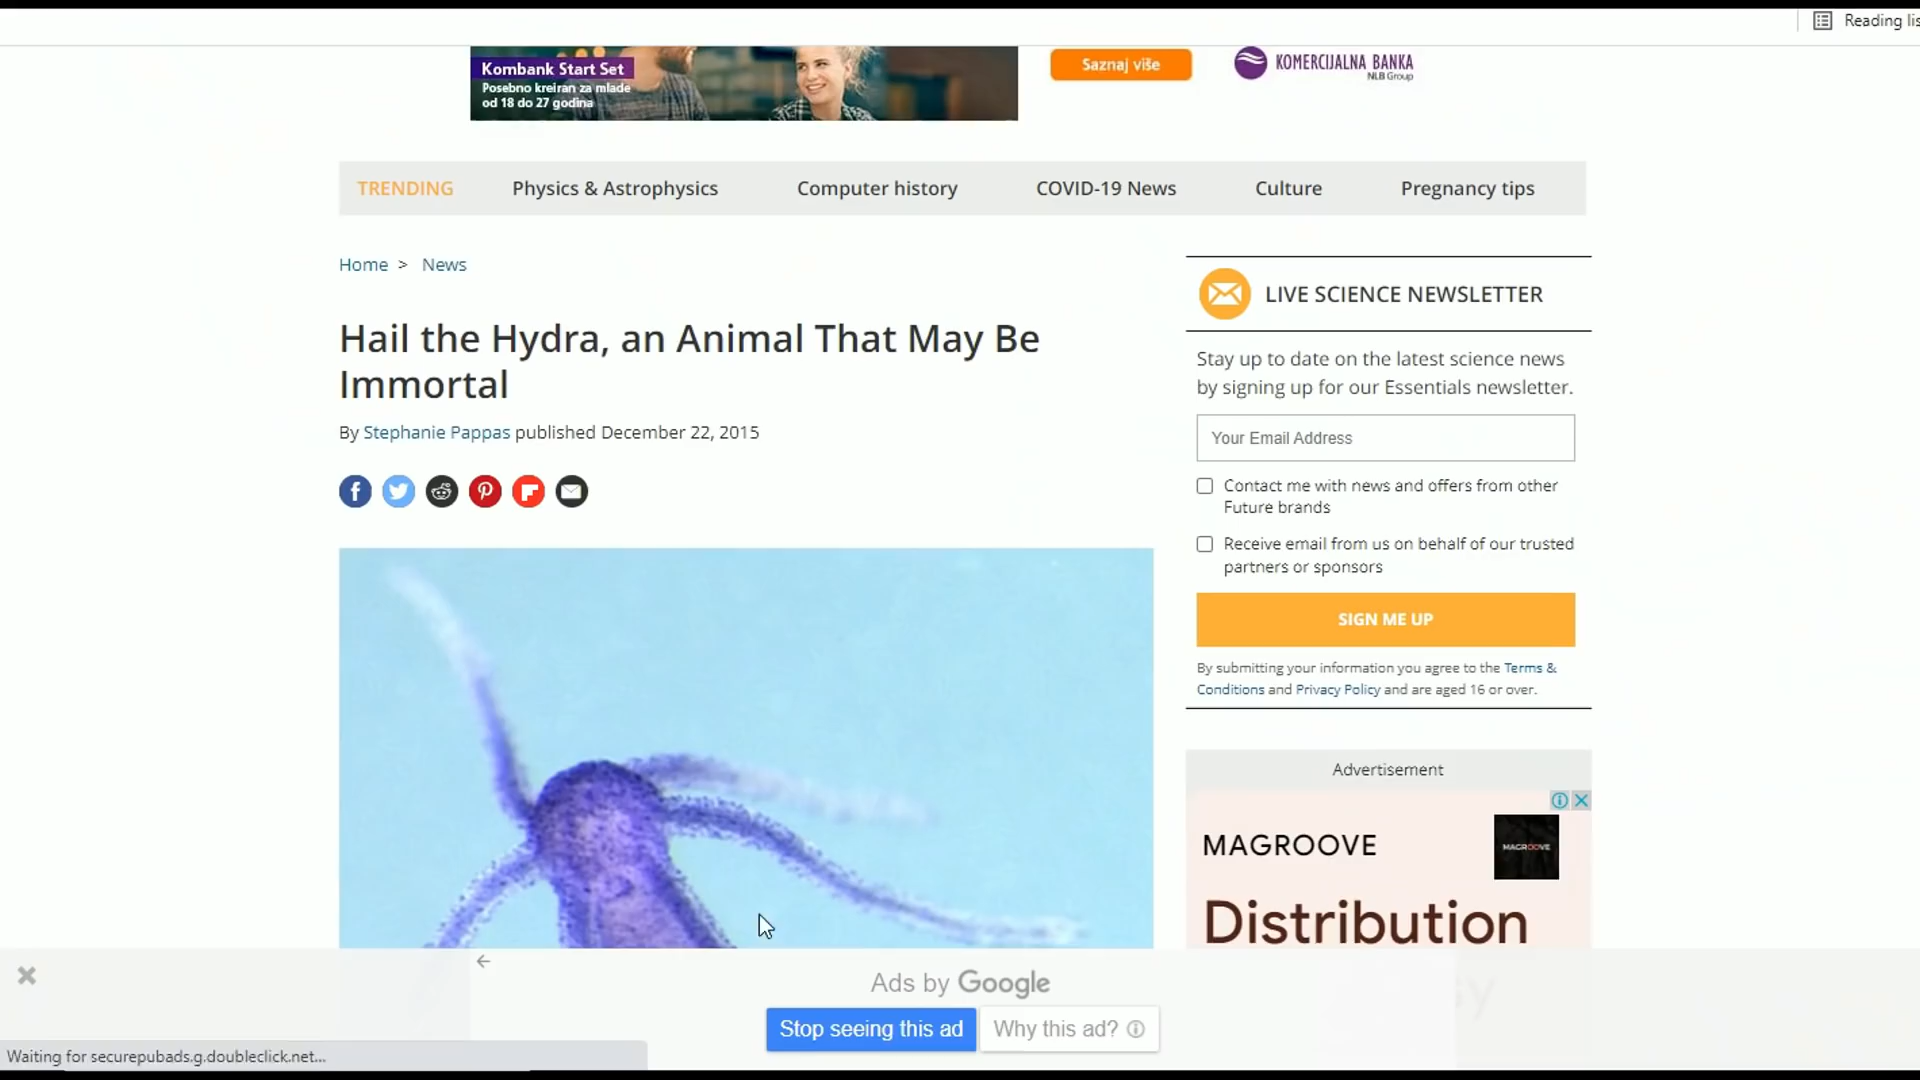 Reading lis
Kombank Start Set
Posebno kreiran za mlade
od 18 do 27 godina
Saznaj više
KOMERCIJALNA BANKA
NLB Group
TRENDING Physics & Astrophysics Computer history COVID-19 News Culture Pregnancy tips
Home > News
Hail the Hydra, an Animal That May Be
Immortal
By Stephanie Pappas published December 22, 2015
LIVE SCIENCE NEWSLETTER
Stay up to date on the latest science news
by signing up for our Essentials newsletter.
Your Email Address
Contact me with news and offers from other
Future brands
Receive email from us on behalf of our trusted
partners or sponsors
SIGN ME UP
By submitting your information you agree to the Terms &
Conditions and Privacy Policy and are aged 16 or over.
Advertisement
MAGROOVE
MAGROOVE
Distribution
Ads by Google
Stop seeing this ad
Why this ad?
Waiting for securepubads.g.doubleclick.net...